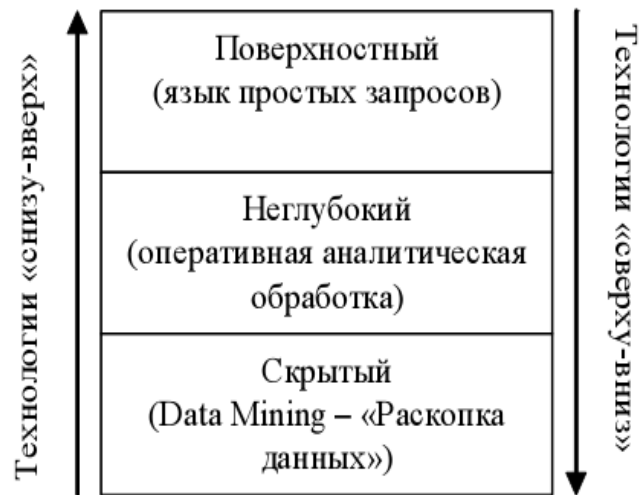 Технологии «снизу-вверх»
Поверхностный
(язык простых запросов)
Неглубокий
(оперативная аналитическая
обработка)
Скрытый
(Data Mining – «Раскопка
данных»)
Технологии «сверху-вниз»